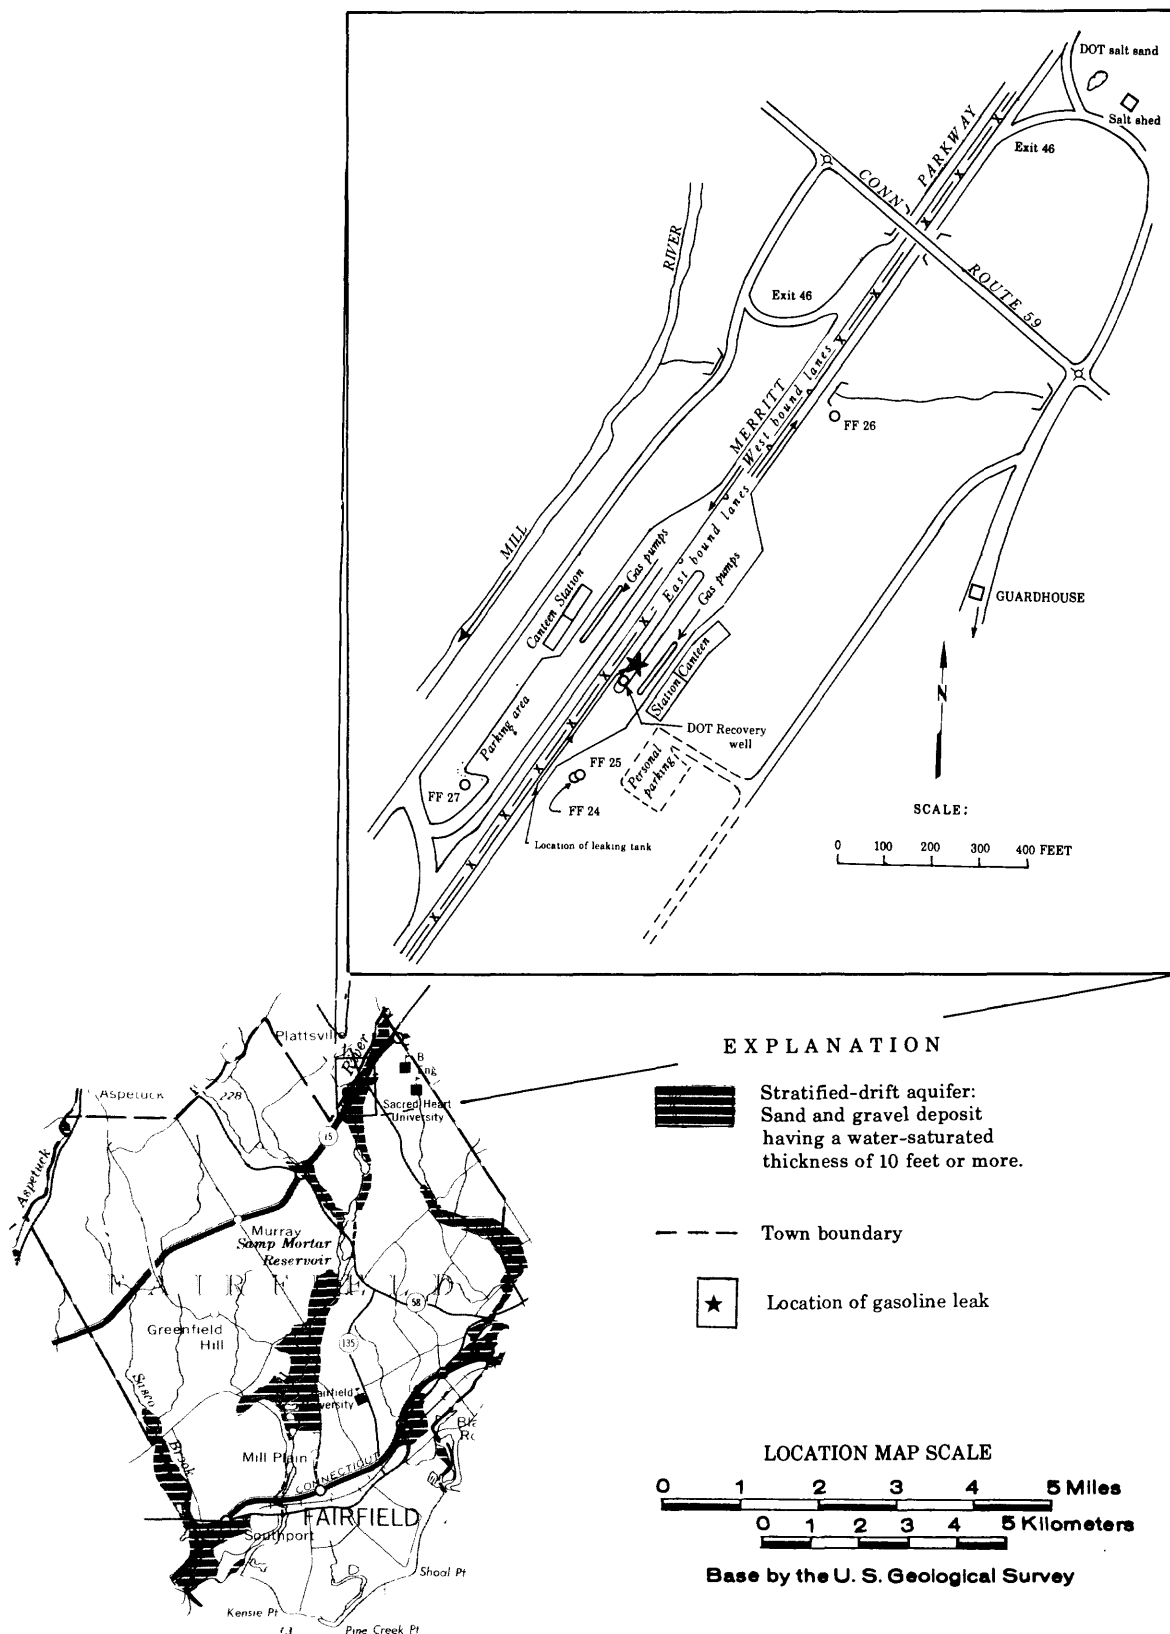 DOT salt sand
Salt shed
Exit 46
PARKWAY
CONN
ROUTE 59
RIVER
Exit 46
MERRITT
West bound lanes
East bound lanes
FF 26
MILL
Gas pumps
Gas pumps
Canteen Station
GUARDHOUSE
N
Station Canteen
Parking area
DOT Recovery
well
Personal
parking
FF 25
FF 27
FF 24
Location of leaking tank
SCALE:
0 100 200 300 400 FEET
Plattsville
River
B
Eng
Aspetuck
228
Sacred Heart
University
15
Aspetuck
Murray
Samp Mortar
Reservoir
FAIRFIELD
58
Greenfield
Hill
135
Sasco
Brook
Fairfield
University
Mill Plain
CONNECTICUT
FAIRFIELD
Southport
Shoal Pt
Kensie Pt
Pine Creek Pt
EXPLANATION
Stratified-drift aquifer:
Sand and gravel deposit
having a water-saturated
thickness of 10 feet or more.
Town boundary
Location of gasoline leak
LOCATION MAP SCALE
0 1 2 3 4 5 Miles
0 1 2 3 4 5 Kilometers
Base by the U. S. Geological Survey